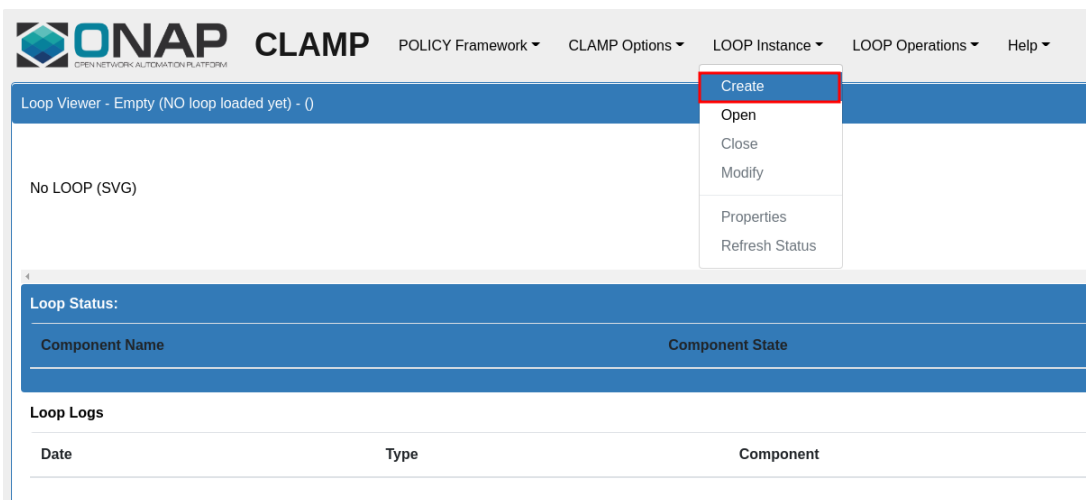 ONAP
OPEN NETWORK AUTOMATION PLATFORM
CLAMP POLICY Framework CLAMP Options LOOP Instance LOOP Operations Help
Create
Open
Close
Modify
Properties
Refresh Status
Loop Viewer - Empty (NO loop loaded yet) - ()
No LOOP (SVG)
Loop Status:
Component Name Component State
Loop Logs
Date Type Component